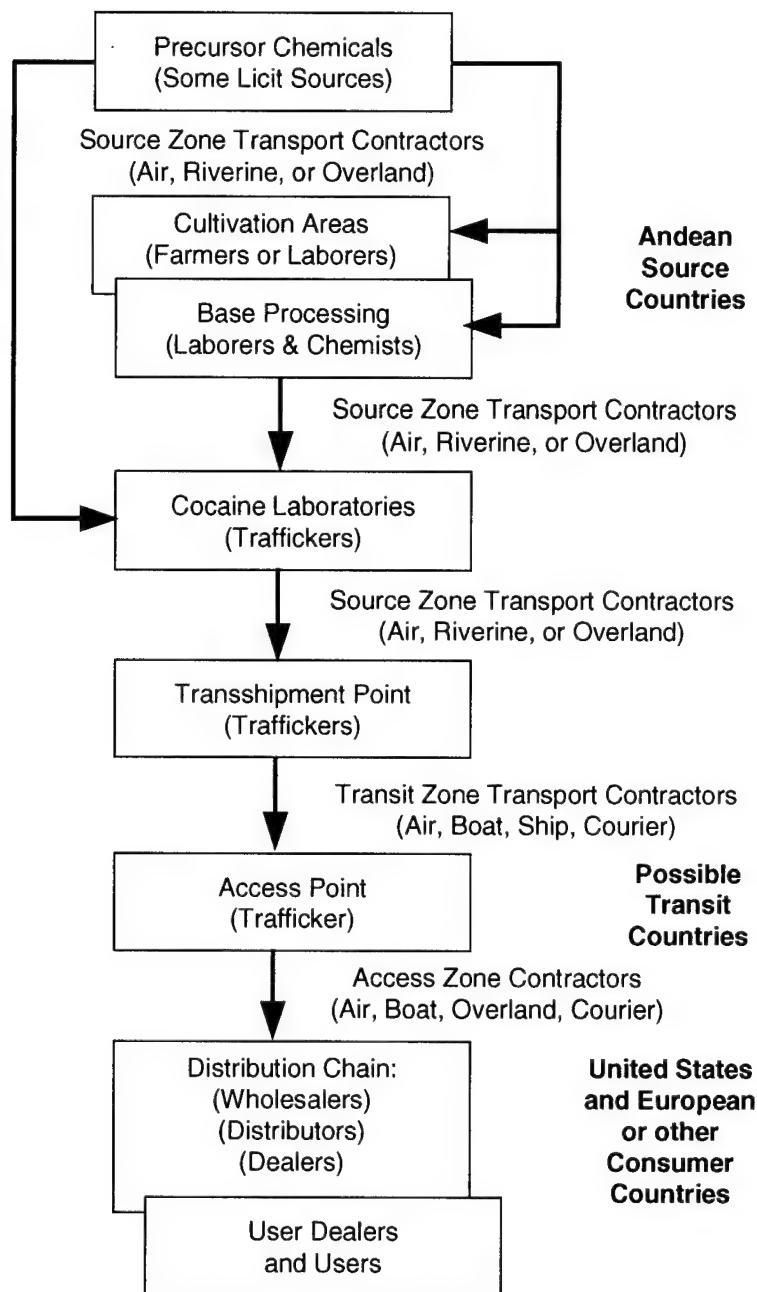 Precursor Chemicals
(Some Licit Sources)
Source Zone Transport Contractors
(Air, Riverine, or Overland)
Cultivation Areas
(Farmers or Laborers)
Andean
Source
Countries
Base Processing
(Laborers & Chemists)
Source Zone Transport Contractors
(Air, Riverine, or Overland)
Cocaine Laboratories
(Traffickers)
Source Zone Transport Contractors
(Air, Riverine, or Overland)
Transshipment Point
(Traffickers)
Transit Zone Transport Contractors
(Air, Boat, Ship, Courier)
Access Point
(Trafficker)
Possible
Transit
Countries
Access Zone Contractors
(Air, Boat, Overland, Courier)
Distribution Chain:
(Wholesalers)
(Distributors)
(Dealers)
United States
and European
or other
Consumer
Countries
User Dealers
and Users